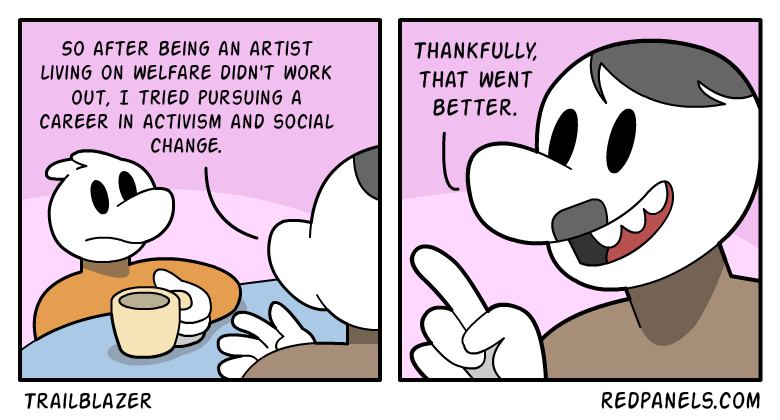 SO AFTER BEING AN ARTIST
LIVING ON WELFARE DIDN'T WORK
OUT, I TRIED PURSUING A
CAREER IN ACTIVISM AND SOCIAL
CHANGE.
THANKFULLY,
THAT WENT
BETTER.
TRAILBLAZER
REDPANELS.COM